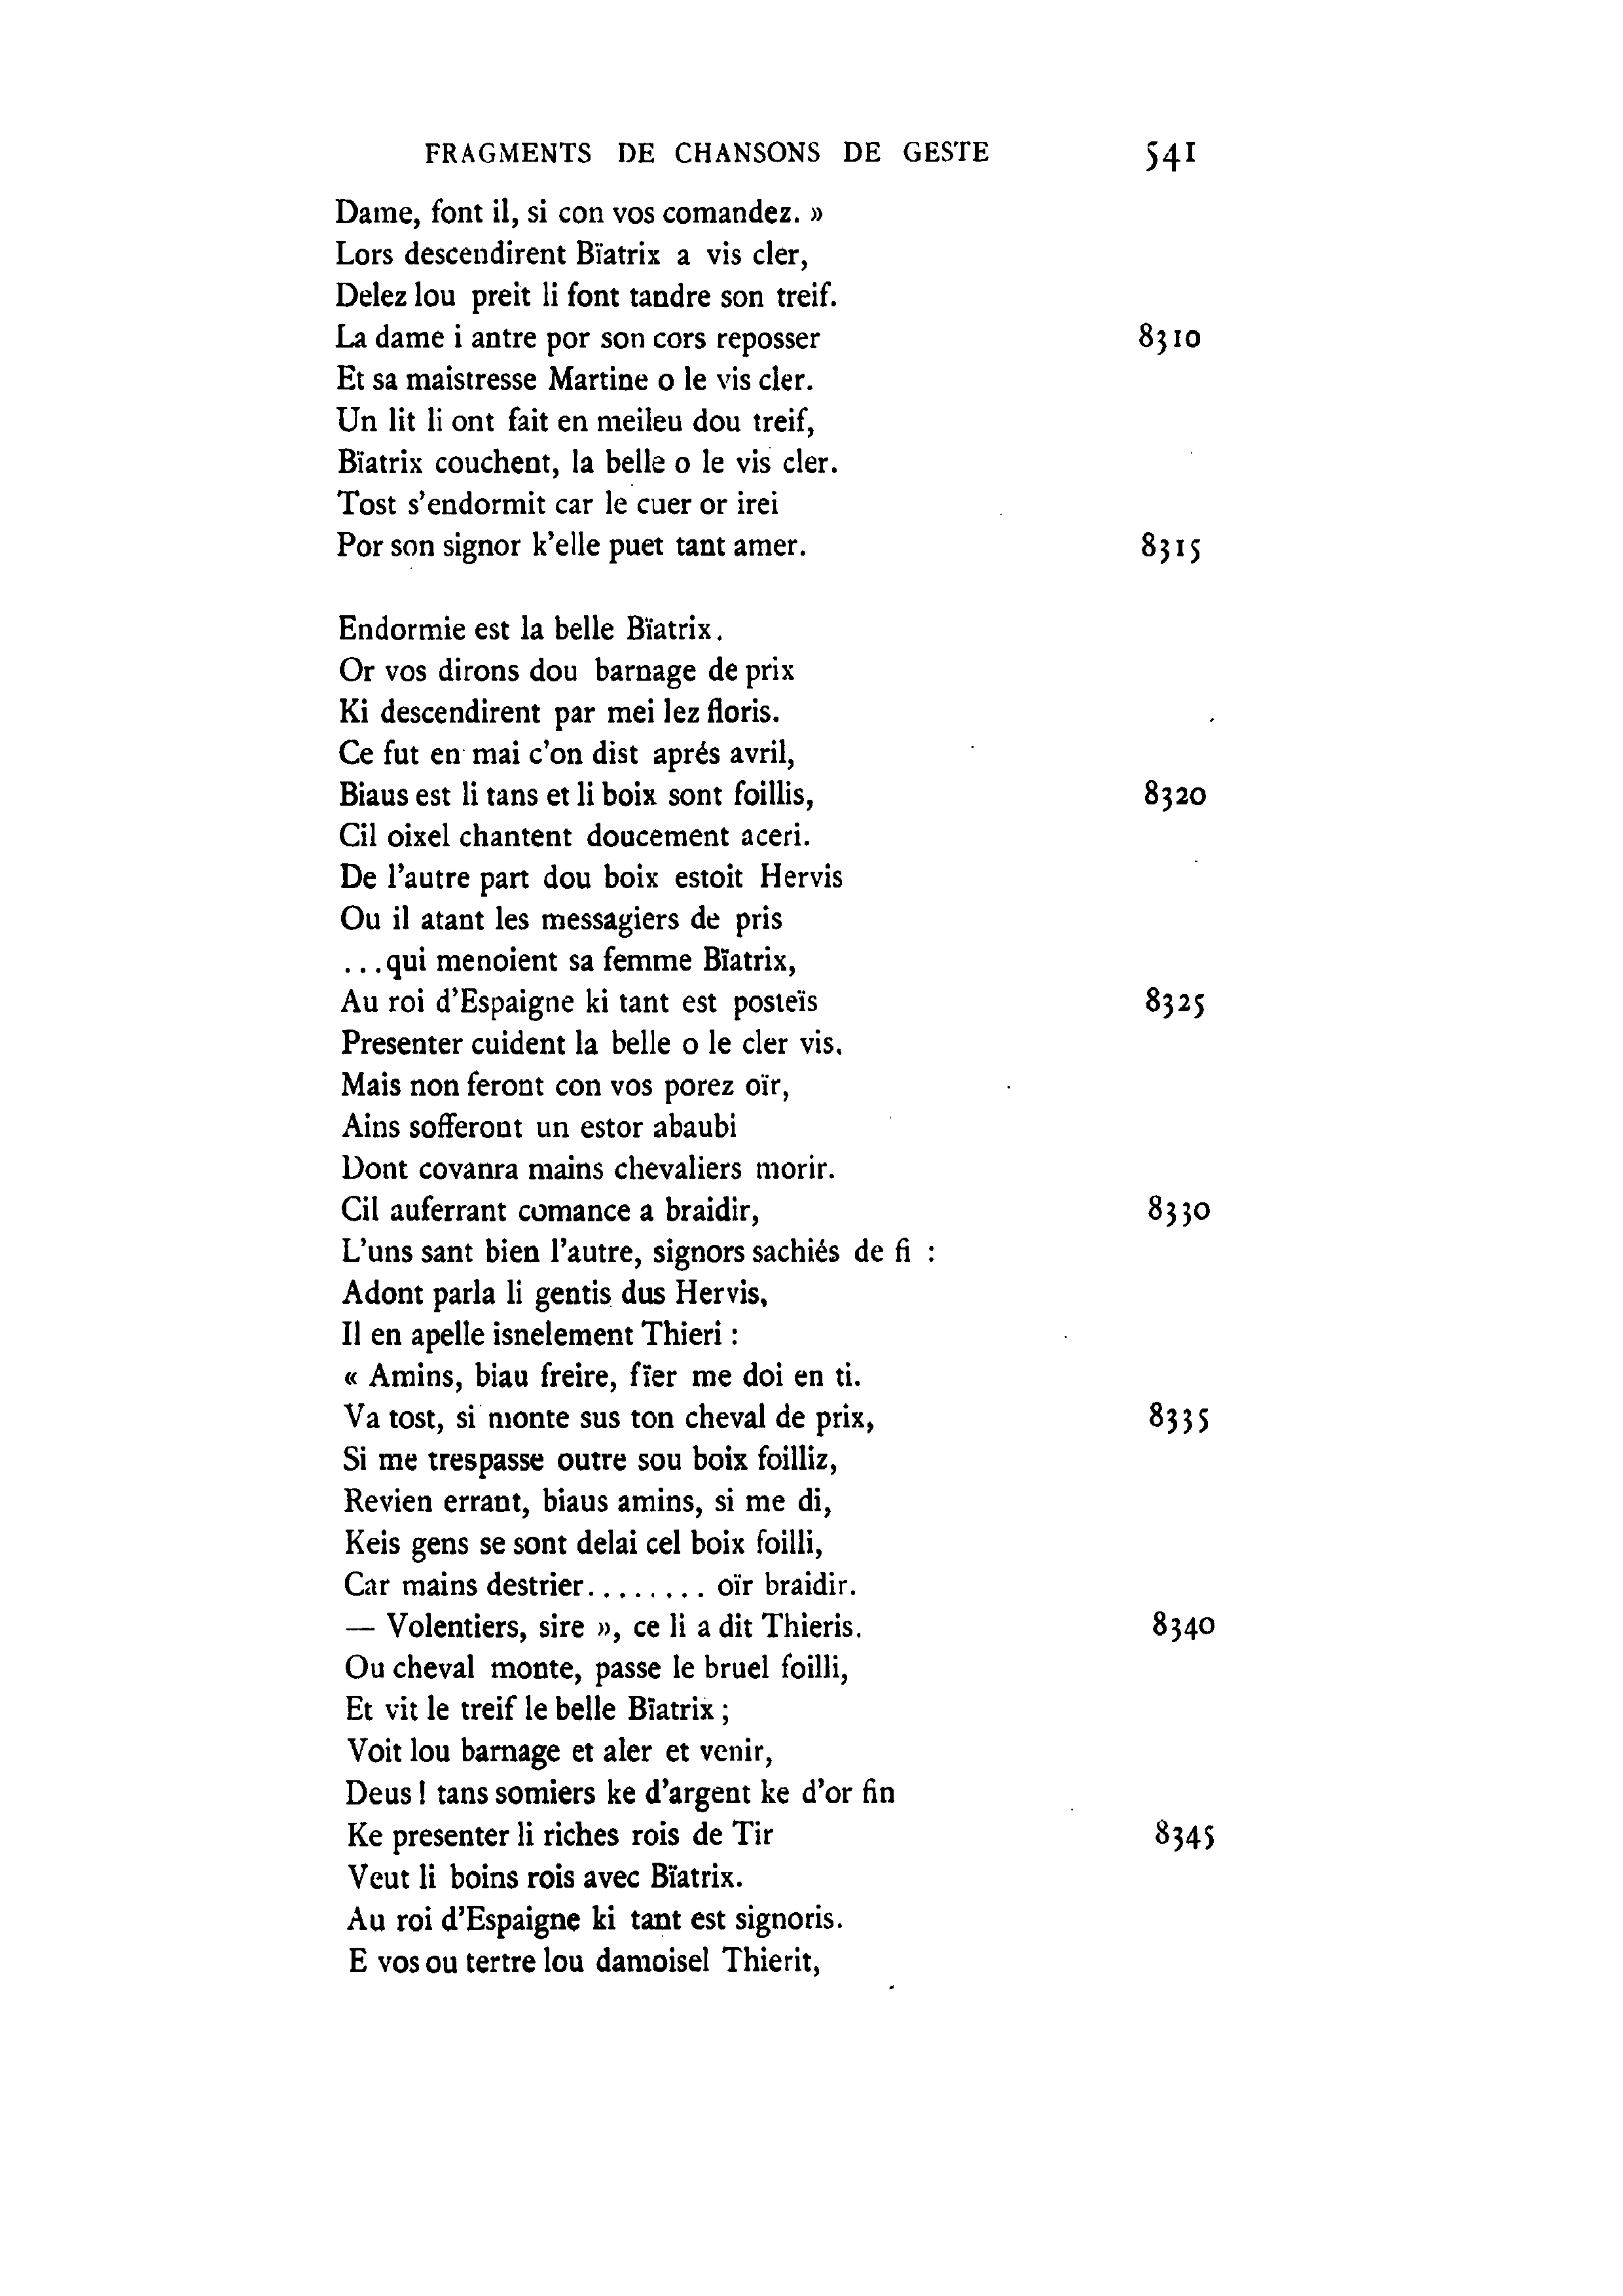 FRAGMENTS DE CHANSONS DE GESTE 541
Dame, font il, si con vos comandez. »
Lors descendirent Bïatrix a vis cler,
Delez lou preit li font tandre son treif.
La dame i antre por son cors reposser 8310
Et sa maistresse Martine o le vis cler.
Un lit li ont fait en meileu dou treif,
Bïatrix couchent, la belle o le vis cler.
Tost s'endormit car le cuer or irei
Por son signor k'elle puet tant amer. 8315
Endormie est la belle Bïatrix.
Or vos dirons dou barnage de prix
Ki descendirent par mei lez floris.
Ce fut en mai c'on dist aprés avril,
Biaus est li tans et li boix sont foillis, 8320
Cil oixel chantent doucement aceri.
De l'autre part dou boix estoit Hervis
Ou il atant les messagiers de pris
...qui menoient sa femme Bïatrix,
Au roi d'Espaigne ki tant est posteïs 8325
Presenter cuident la belle o le cler vis.
Mais non feront con vos porez oïr,
Ains sofferont un estor abaubi
Dont covanra mains chevaliers morir.
Cil auferrant comance a braidir, 8330
L'uns sant bien l'autre, signors sachiés de fi :
Adont parla li gentis dus Hervis,
Il en apelle isnelement Thieri :
« Amins, biau freire, fïer me doi en ti.
Va tost, si monte sus ton cheval de prix, 8335
Si me trespasse outre sou boix foilliz,
Revien errant, biaus amins, si me di,
Keis gens se sont delai cel boix foilli,
Car mains destrier........ oïr braidir.
— Volentiers, sire », ce li a dit Thieris. 8340
Ou cheval monte, passe le bruel foilli,
Et vit le treif le belle Bïatrix ;
Voit lou barnage et aler et venir,
Deus ! tans somiers ke d'argent ke d'or fin
Ke presenter li riches rois de Tir 8345
Veut li boins rois avec Bïatrix.
Au roi d'Espaigne ki tant est signoris.
E vos ou tertre lou damoisel Thierit,